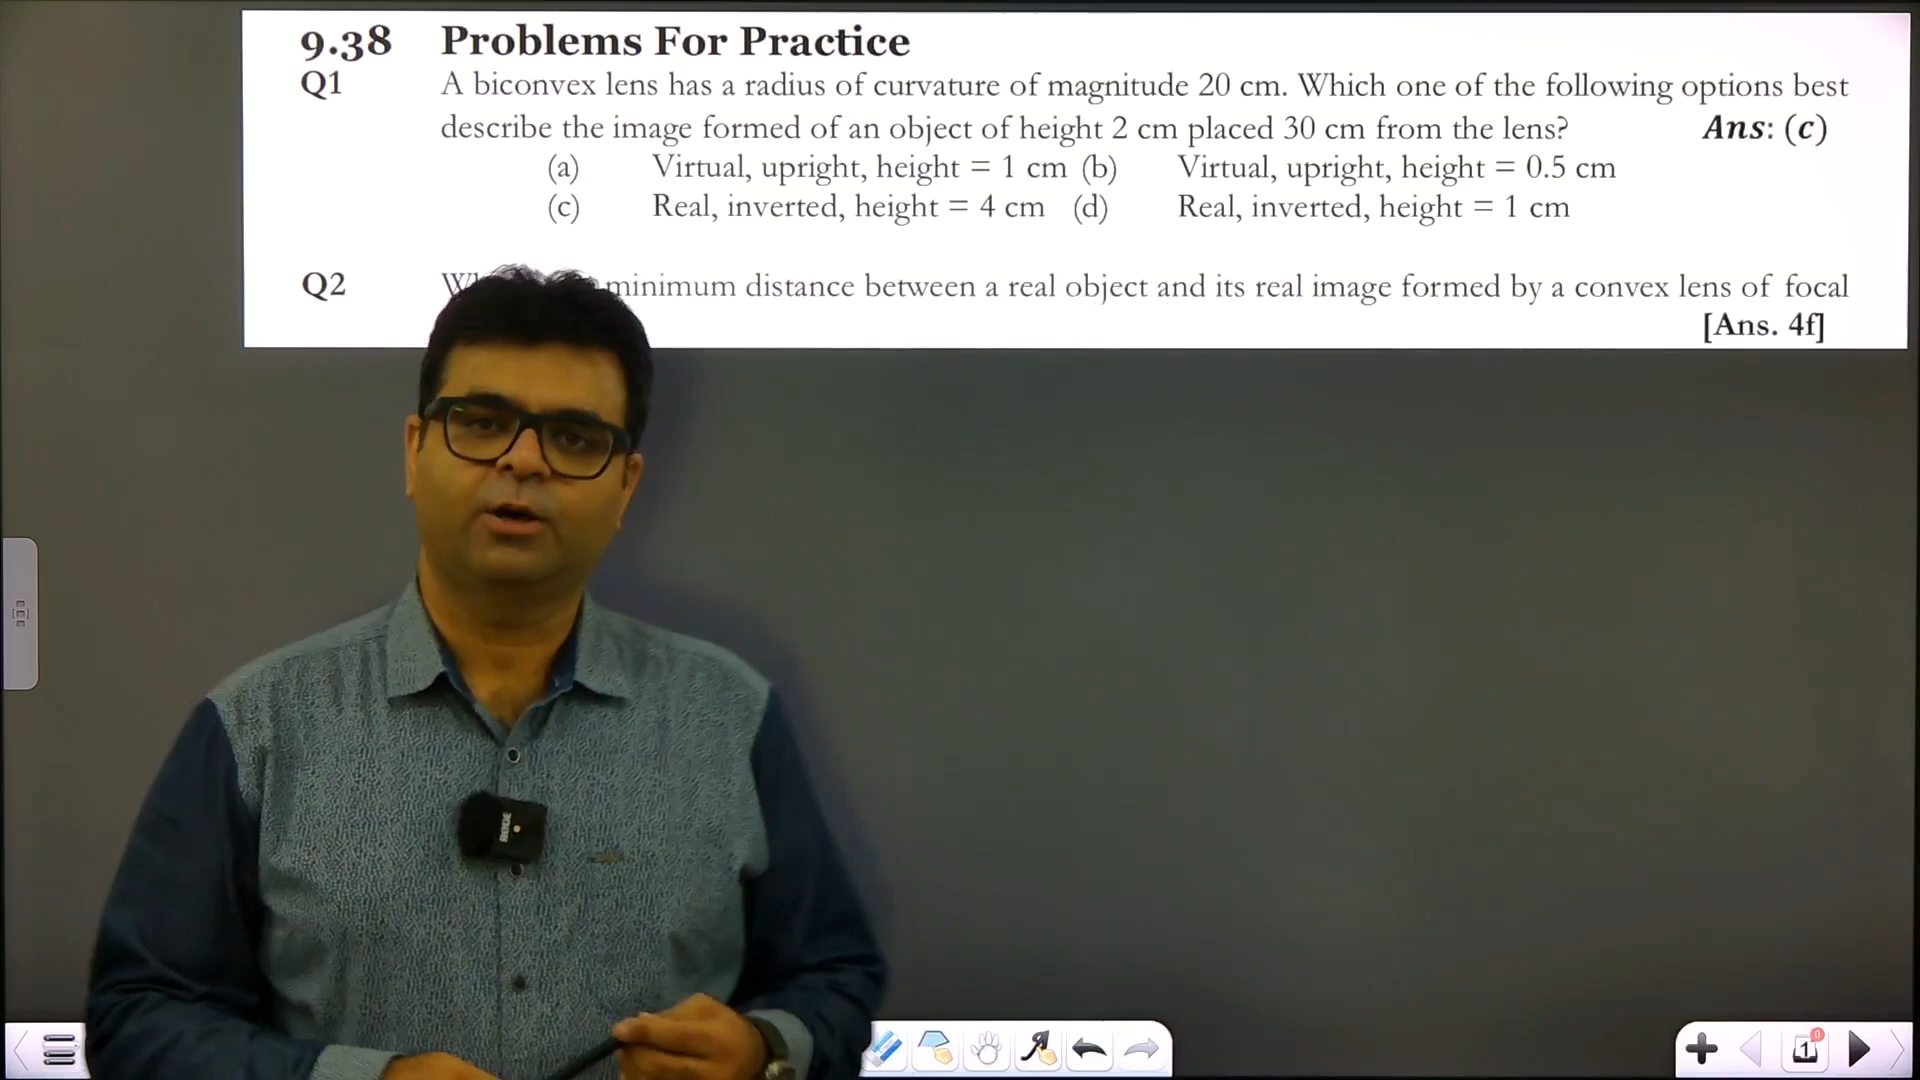 9.38 Problems For Practice
Q1 A biconvex lens has a radius of curvature of magnitude 20 cm. Which one of the following options best
describe the image formed of an object of height 2 cm placed 30 cm from the lens? Ans: (c)
(a) Virtual, upright, height = 1 cm (b) Virtual, upright, height = 0.5 cm
(c) Real, inverted, height = 4 cm (d) Real, inverted, height = 1 cm
Q2 minimum distance between a real object and its real image formed by a convex lens of focal
[Ans. 4f]
RODE
1
0